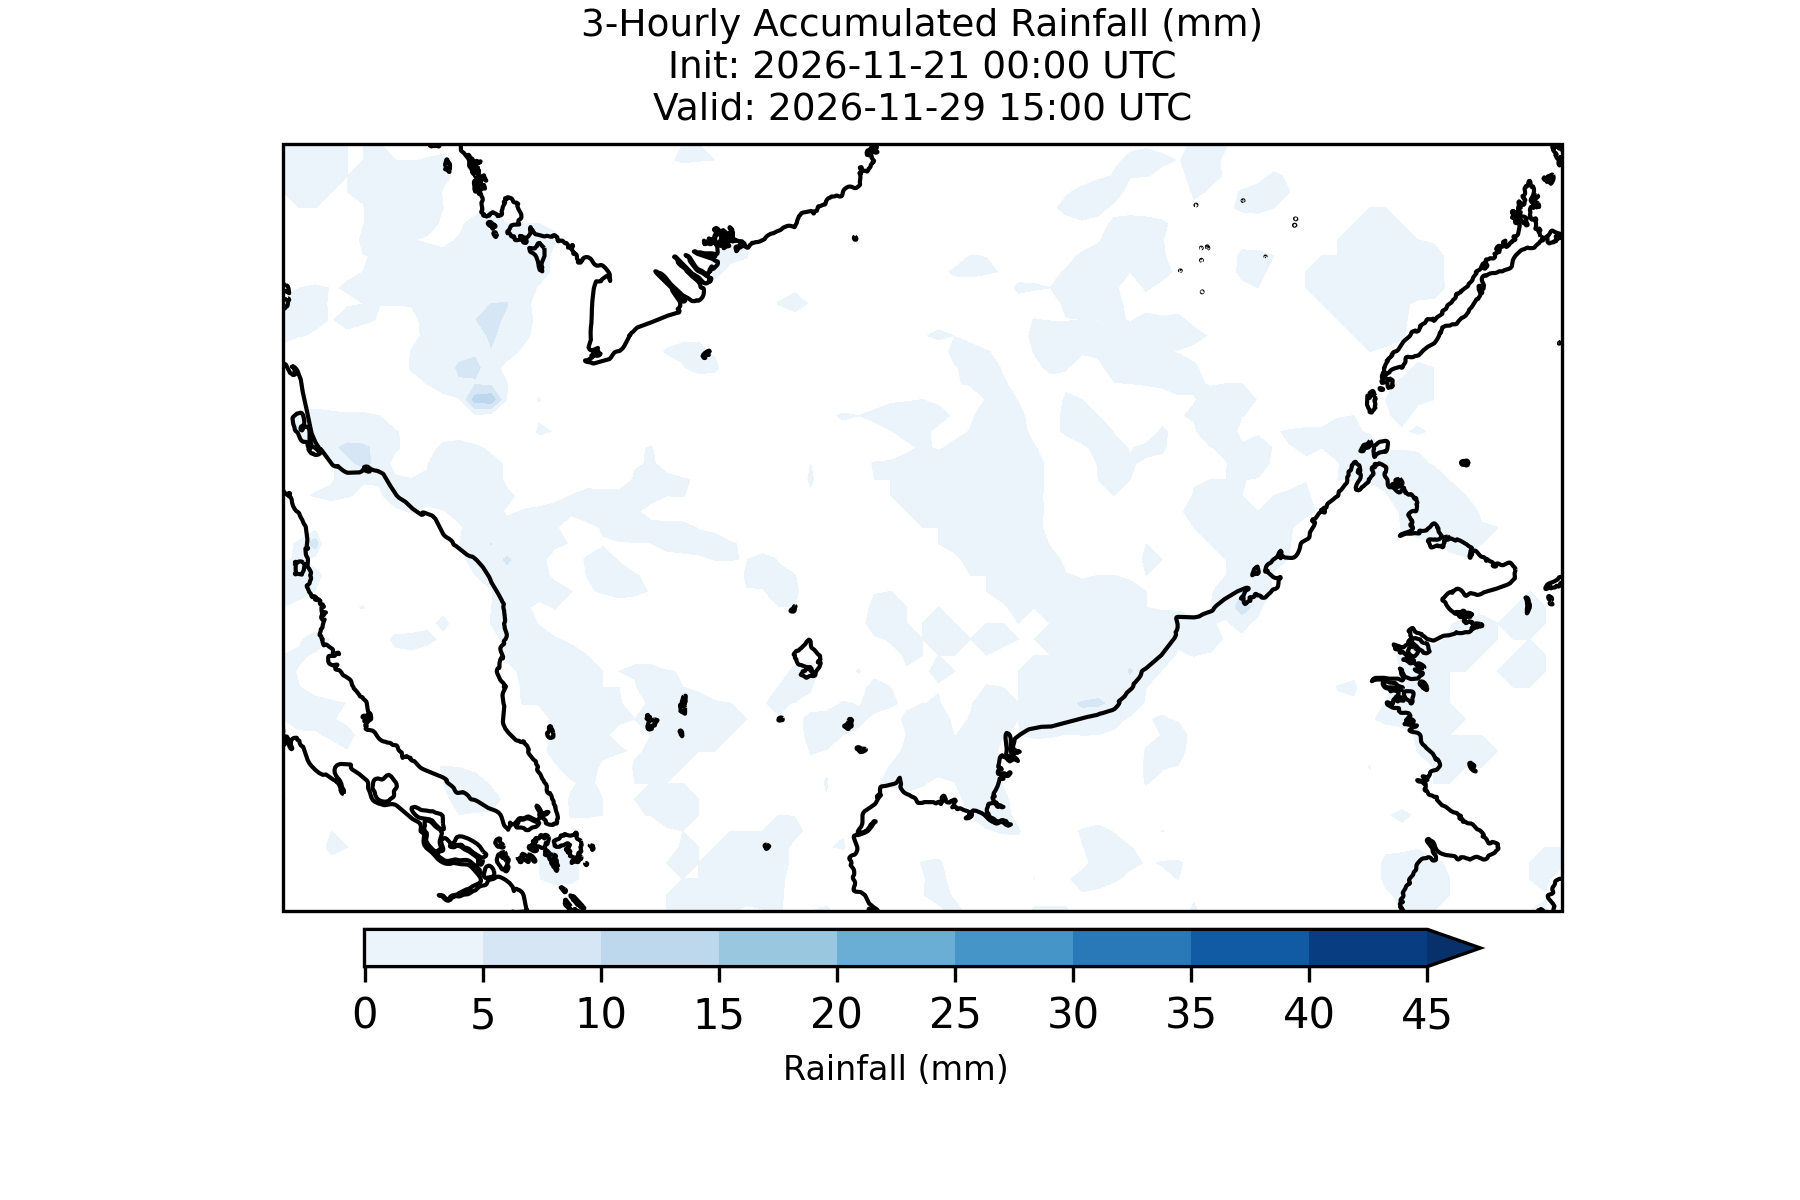 3-Hourly Accumulated Rainfall (mm)
Init: 2026-11-21 00:00 UTC
Valid: 2026-11-29 15:00 UTC
0 5 10 15 20 25 30 35 40 45
Rainfall (mm)